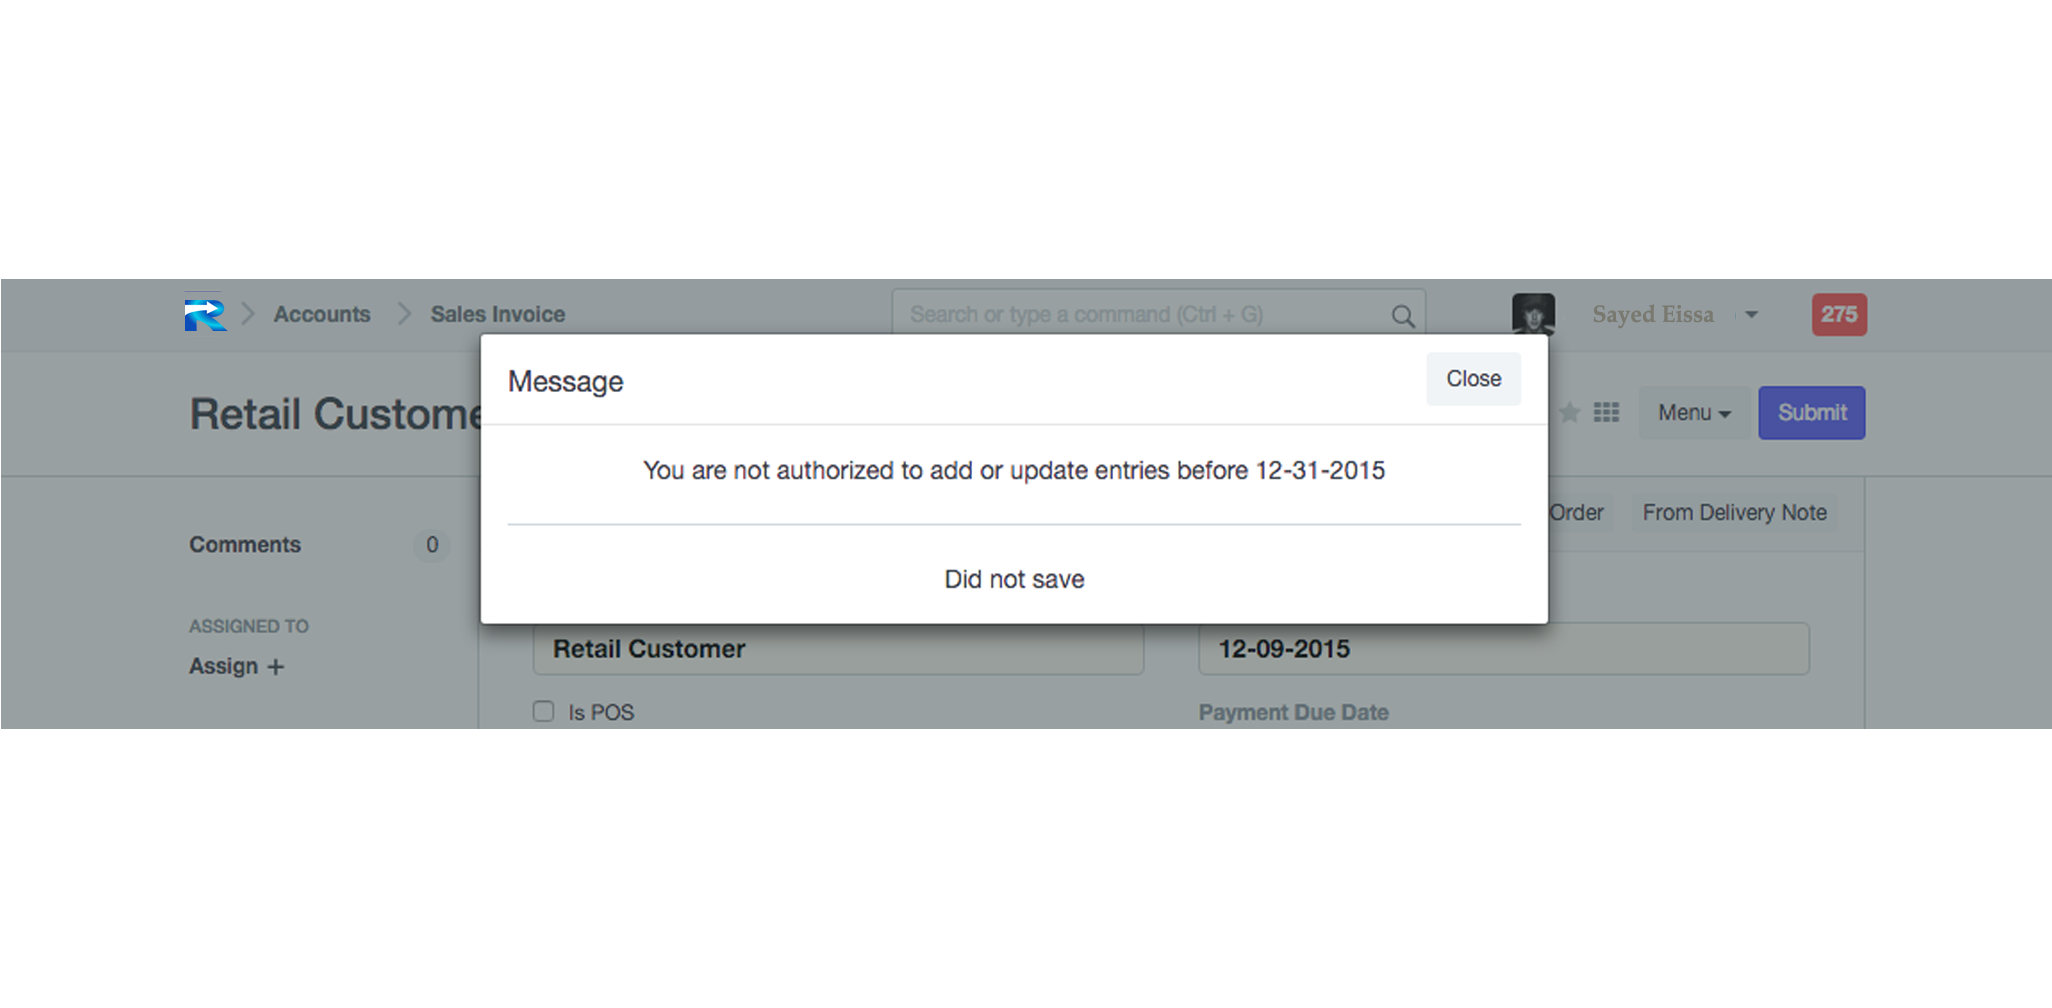 Accounts Sales Invoice Search or type a command (Ctrl + G) Sayed Eissa 275
Message Close
Retail Custome Menu Submit
You are not authorized to add or update entries before 12-31-2015
Order From Delivery Note
Comments 0
Did not save
ASSIGNED TO
Retail Customer 12-09-2015
Assign +
Is POS Payment Due Date